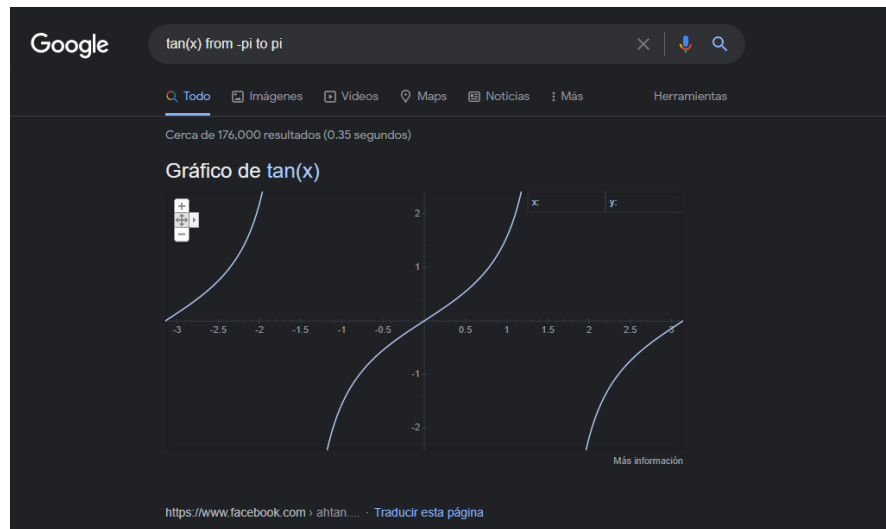 Google
tan(x) from -pi to pi
Todo Imágenes Videos Maps Noticias Más Herramientas
Cerca de 176,000 resultados (0.35 segundos)
Gráfico de tan(x)
x: y:
2
1
-3 -2.5 -2 -1.5 -1 -0.5 0.5 1 1.5 2 2.5 3
-1
-2
Más información
https://www.facebook.com › ahtan.... · Traducir esta página